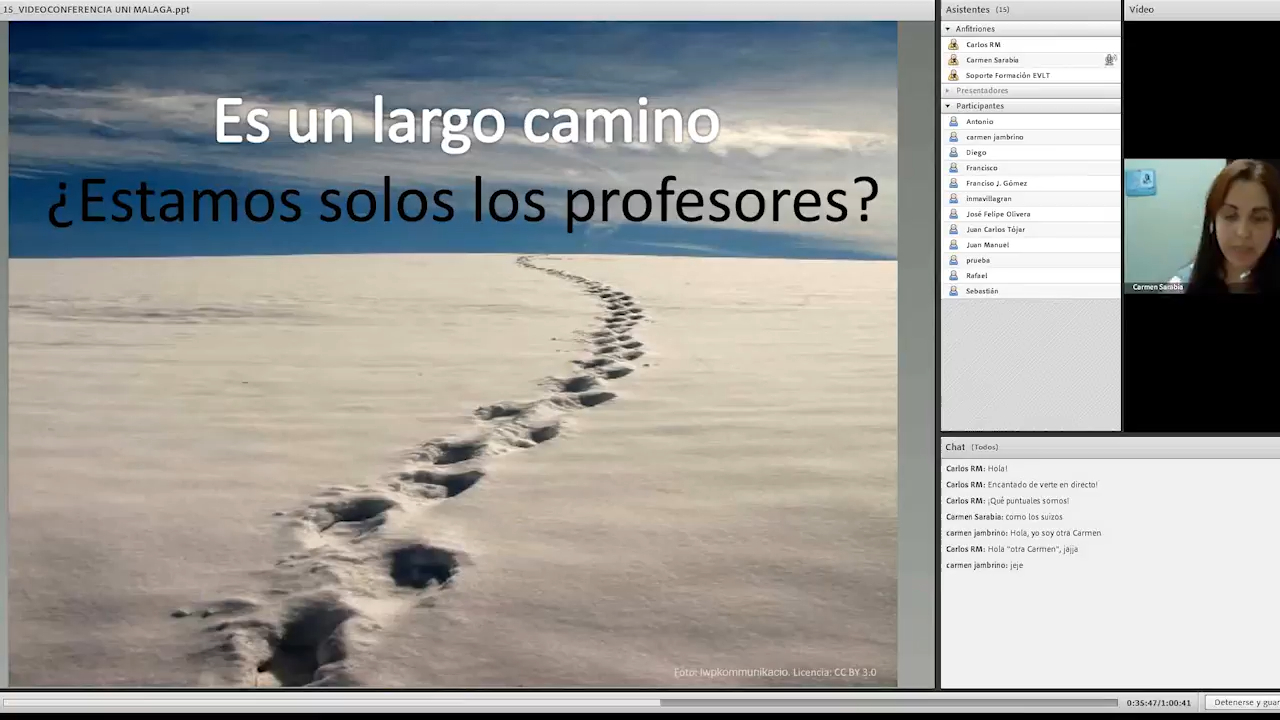 _15_VIDEOCONFERENCIA UNI MALAGA.ppt
Es un largo camino
¿Estamos solos los profesores?
Foto: Iwpkommunikacio. Licencia: CC BY 3.0
Asistentes (15)
Anfitriones
Carlos RM
Carmen Sarabia
Soporte Formación EVLT
Presentadores
Participantes
Antonio
carmen jambrino
Diego
Francisco
Franciso J. Gómez
inmavillagran
José Felipe Olivera
Juan Carlos Tójar
Juan Manuel
prueba
Rafael
Sebastián
Vídeo
Carmen Sarabia
Chat (Todos)
Carlos RM: Hola!
Carlos RM: Encantado de verte en directo!
Carlos RM: ¡Qué puntuales somos!
Carmen Sarabia: como los suizos
carmen jambrino: Hola, yo soy otra Carmen
Carlos RM: Hola "otra Carmen", jajja
carmen jambrino: jeje
0:35:47/1:00:41
Detenerse y guar